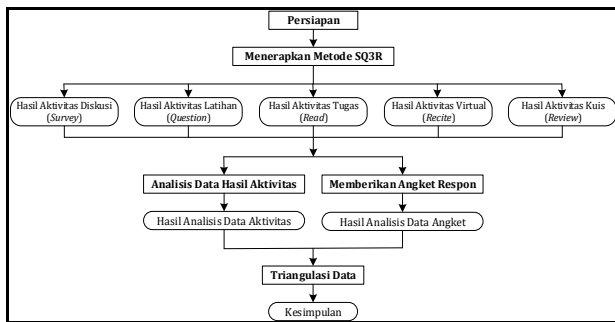 Persiapan
Menerapkan Metode SQ3R
Hasil Aktivitas Diskusi
(Survey)
Hasil Aktivitas Latihan
(Question)
Hasil Aktivitas Tugas
(Read)
Hasil Aktivitas Virtual
(Recite)
Hasil Aktivitas Kuis
(Review)
Analisis Data Hasil Aktivitas
Memberikan Angket Respon
Hasil Analisis Data Aktivitas
Hasil Analisis Data Angket
Triangulasi Data
Kesimpulan